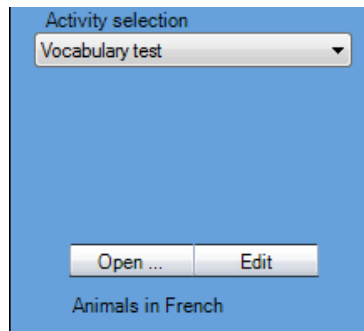 Activity selection
Vocabulary test
Open ... Edit
Animals in French